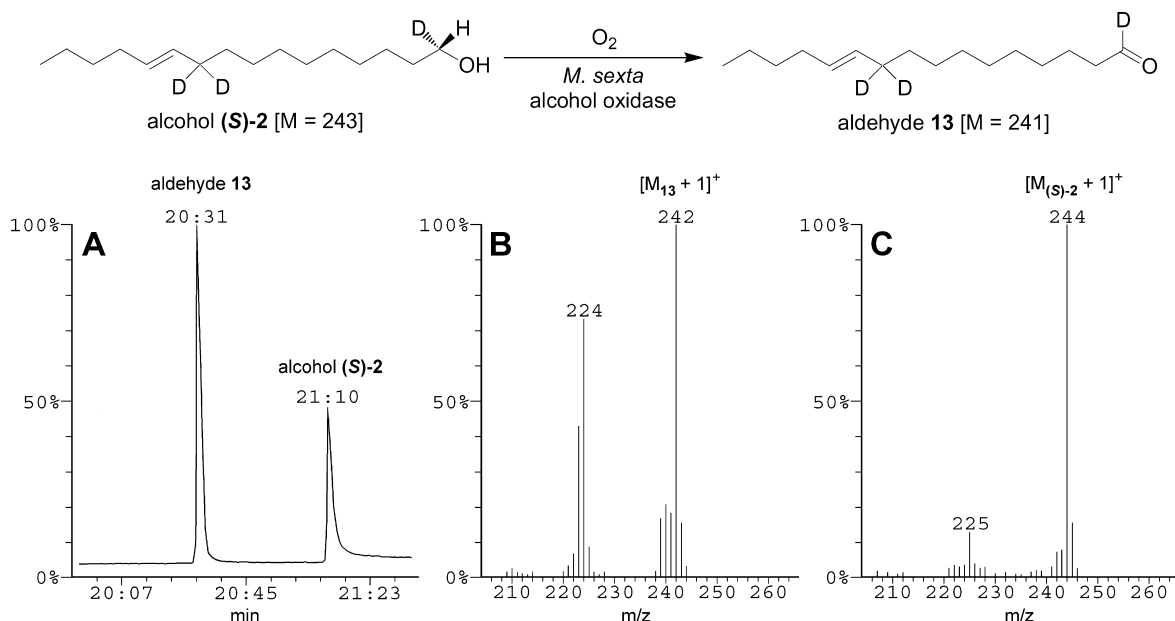 D H
OH
D D
alcohol (S)-2 [M = 243]
O₂
M. sexta
alcohol oxidase
D
O
D D
aldehyde 13 [M = 241]
A
aldehyde 13
20:31
alcohol (S)-2
21:10
100%
50%
0%
20:07 20:45 21:23
min
B
[M₁₃ + 1]⁺
242
224
100%
50%
0%
210 220 230 240 250 260
m/z
C
[M₍S₎₋₂ + 1]⁺
244
225
100%
50%
0%
210 220 230 240 250 260
m/z